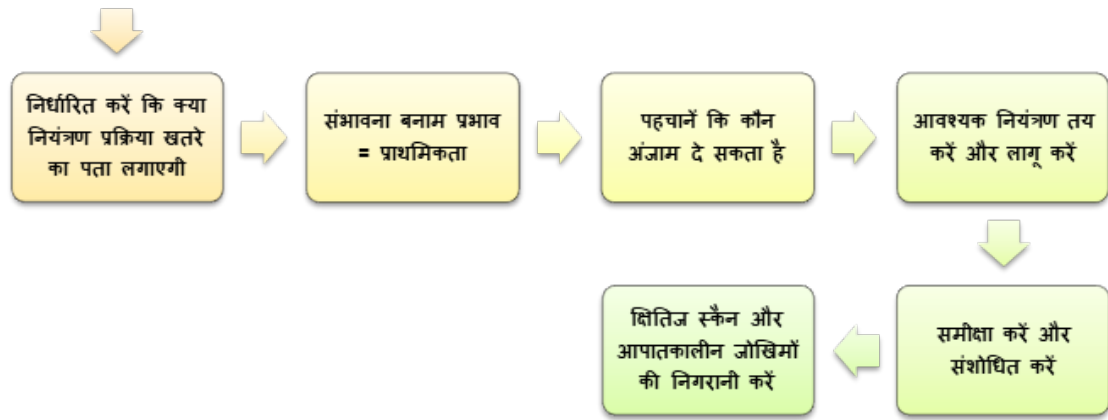 निर्धारित करें कि क्या
नियंत्रण प्रक्रिया खतरे
का पता लगाएगी
संभावना बनाम प्रभाव
= प्राथमिकता
पहचानें कि कौन
अंजाम दे सकता है
आवश्यक नियंत्रण तय
करें और लागू करें
समीक्षा करें और
संशोधित करें
क्षितिज स्कैन और
आपातकालीन जोखिमों
की निगरानी करें